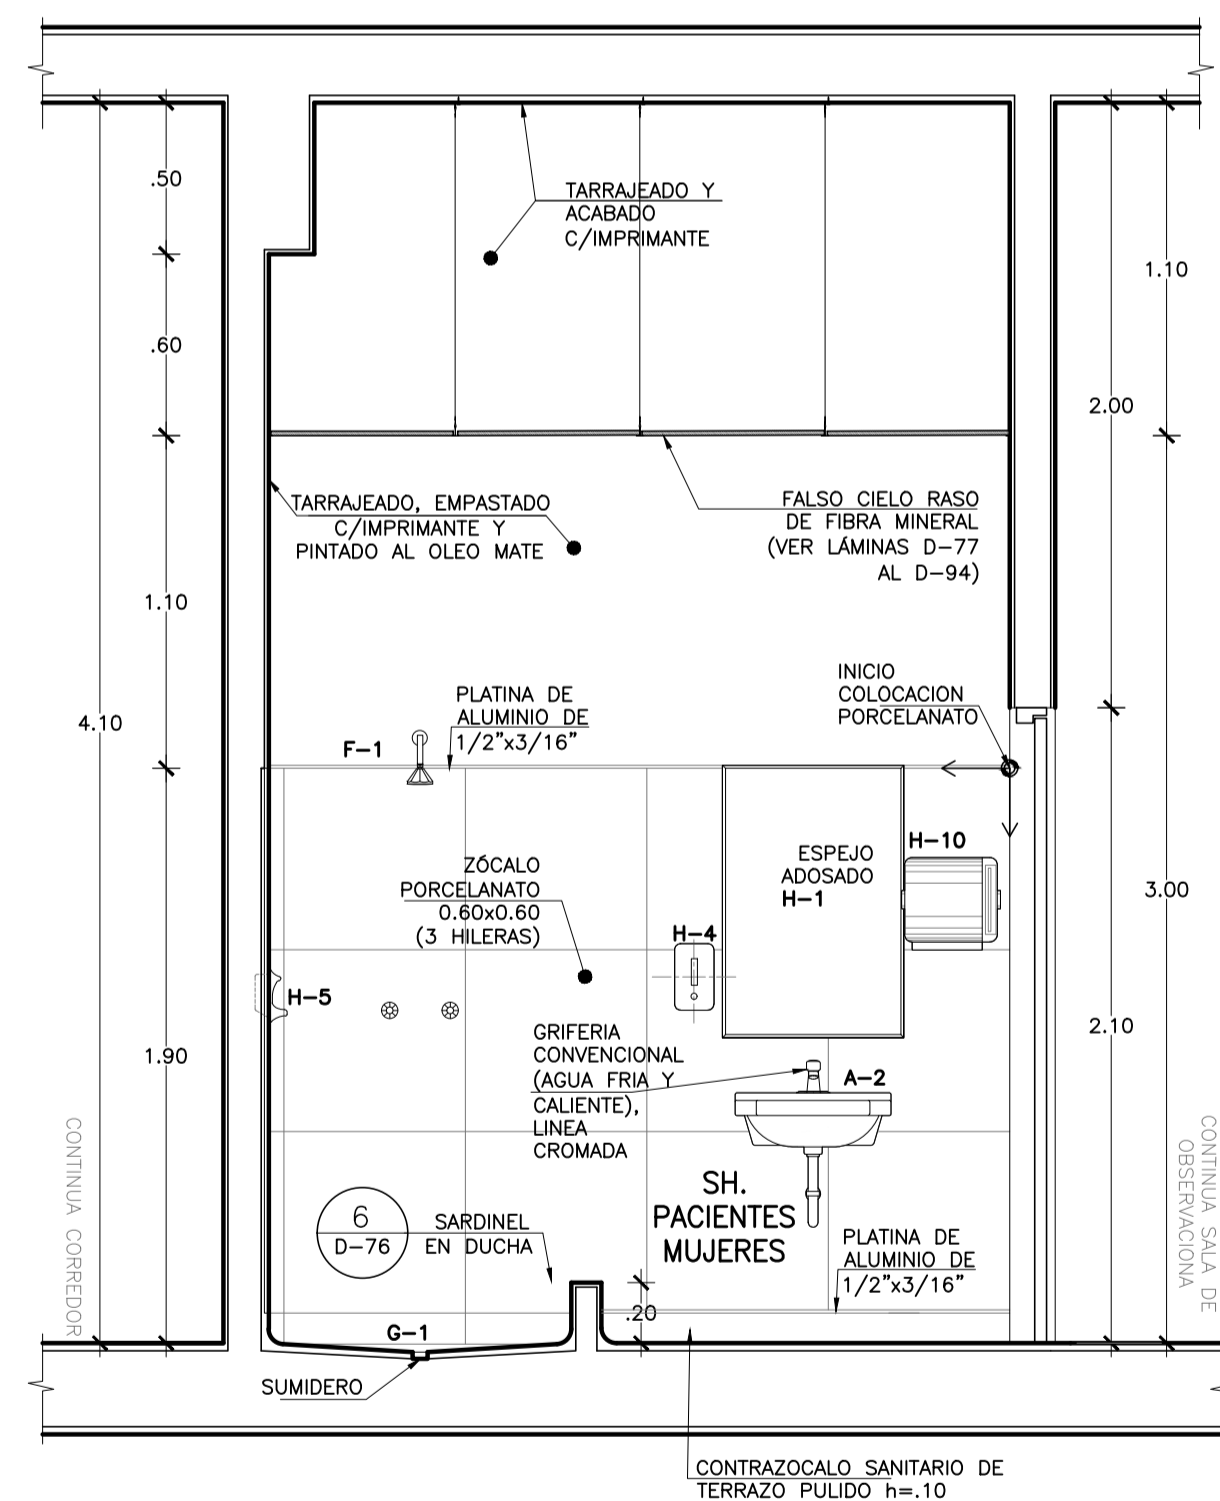 .50
TARRAJEADO Y
ACABADO
C/IMPRIMANTE
1.10
.60
2.00
TARRAJEADO, EMPASTADO
C/IMPRIMANTE Y
PINTADO AL OLEO MATE
FALSO CIELO RASO
DE FIBRA MINERAL
(VER LÁMINAS D-77
AL D-94)
1.10
4.10
F-1
PLATINA DE
ALUMINIO DE
1/2"x3/16"
INICIO
COLOCACION
PORCELANATO
ZÓCALO
PORCELANATO
0.60x0.60
(3 HILERAS)
ESPEJO
ADOSADO
H-1
H-10
3.00
H-4
H-5
1.90
GRIFERIA
CONVENCIONAL
(AGUA FRIA Y
CALIENTE),
LINEA
CROMADA
A-2
2.10
CONTINUA CORREDOR
6
D-76
SARDINEL
EN DUCHA
SH.
PACIENTES
MUJERES
PLATINA DE
ALUMINIO DE
1/2"x3/16"
CONTINUA SALA DE
OBSERVACIONA
.20
G-1
SUMIDERO
CONTRAZOCALO SANITARIO DE
TERRAZO PULIDO h=.10